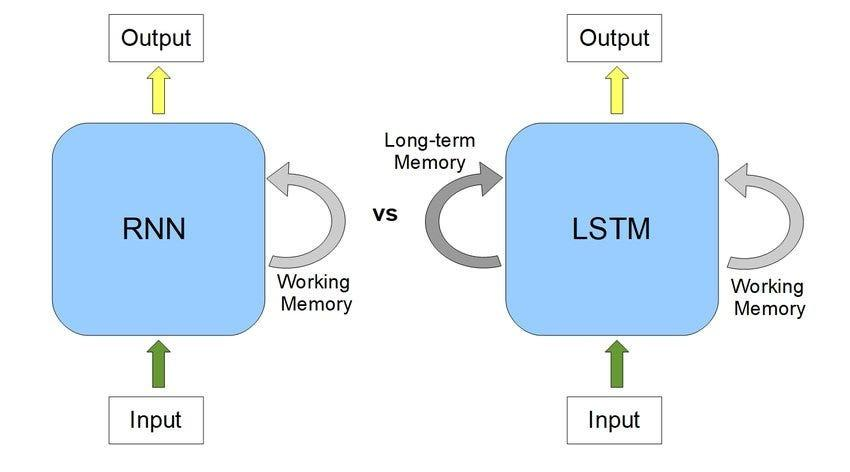 Output
RNN
Working
Memory
Input
vs
Output
Long-term
Memory
LSTM
Working
Memory
Input